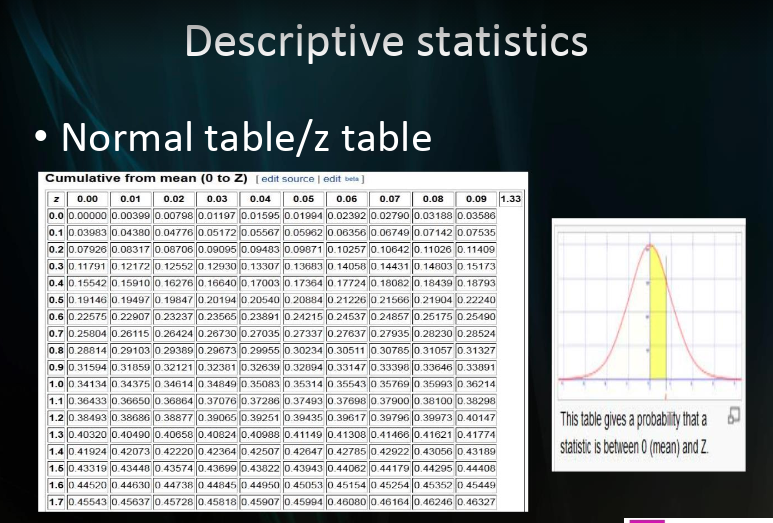 Descriptive statistics
• Normal table/z table
Cumulative from mean (0 to Z) [ edit source | edit beta ]
z 0.00 0.01 0.02 0.03 0.04 0.05 0.06 0.07 0.08 0.09 1.33
0.0 0.00000 0.00399 0.00798 0.01197 0.01595 0.01994 0.02392 0.02790 0.03188 0.03586
0.1 0.03983 0.04380 0.04776 0.05172 0.05567 0.05962 0.06356 0.06749 0.07142 0.07535
0.2 0.07926 0.08317 0.08706 0.09095 0.09483 0.09871 0.10257 0.10642 0.11026 0.11409
0.3 0.11791 0.12172 0.12552 0.12930 0.13307 0.13683 0.14058 0.14431 0.14803 0.15173
0.4 0.15542 0.15910 0.16276 0.16640 0.17003 0.17364 0.17724 0.18082 0.18439 0.18793
0.5 0.19146 0.19497 0.19847 0.20194 0.20540 0.20884 0.21226 0.21566 0.21904 0.22240
0.6 0.22575 0.22907 0.23237 0.23565 0.23891 0.24215 0.24537 0.24857 0.25175 0.25490
0.7 0.25804 0.26115 0.26424 0.26730 0.27035 0.27337 0.27637 0.27935 0.28230 0.28524
0.8 0.28814 0.29103 0.29389 0.29673 0.29955 0.30234 0.30511 0.30785 0.31057 0.31327
0.9 0.31594 0.31859 0.32121 0.32381 0.32639 0.32894 0.33147 0.33398 0.33646 0.33891
1.0 0.34134 0.34375 0.34614 0.34849 0.35083 0.35314 0.35543 0.35769 0.35993 0.36214
1.1 0.36433 0.36650 0.36864 0.37076 0.37286 0.37493 0.37698 0.37900 0.38100 0.38298
1.2 0.38493 0.38686 0.38877 0.39065 0.39251 0.39435 0.39617 0.39796 0.39973 0.40147
1.3 0.40320 0.40490 0.40658 0.40824 0.40988 0.41149 0.41308 0.41466 0.41621 0.41774
1.4 0.41924 0.42073 0.42220 0.42364 0.42507 0.42647 0.42785 0.42922 0.43056 0.43189
1.5 0.43319 0.43448 0.43574 0.43699 0.43822 0.43943 0.44062 0.44179 0.44295 0.44408
1.6 0.44520 0.44630 0.44738 0.44845 0.44950 0.45053 0.45154 0.45254 0.45352 0.45449
1.7 0.45543 0.45637 0.45728 0.45818 0.45907 0.45994 0.46080 0.46164 0.46246 0.46327
This table gives a probability that a
statistic is between 0 (mean) and Z.